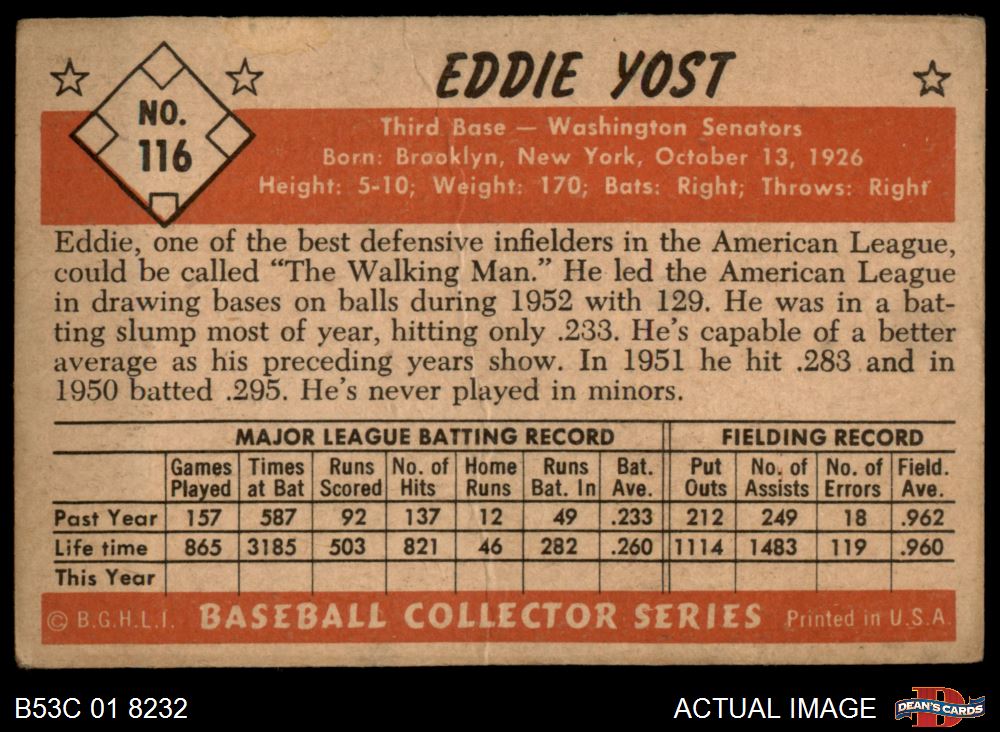 EDDIE YOST
NO.
116
Third Base — Washington Senators
Born: Brooklyn, New York, October 13, 1926
Height: 5-10; Weight: 170; Bats: Right; Throws: Right
Eddie, one of the best defensive infielders in the American League,
could be called "The Walking Man." He led the American League
in drawing bases on balls during 1952 with 129. He was in a bat-
ting slump most of year, hitting only .233. He's capable of a better
average as his preceding years show. In 1951 he hit .283 and in
1950 batted .295. He's never played in minors.
MAJOR LEAGUE BATTING RECORD FIELDING RECORD
Games Times Runs No. of Home Runs Bat. Put No. of No. of Field.
Played at Bat Scored Hits Runs Bat. In Ave. Outs Assists Errors Ave.
Past Year 157 587 92 137 12 49 .233 212 249 18 .962
Life time 865 3185 503 821 46 282 .260 1114 1483 119 .960
This Year
© B.G.H.L.I. BASEBALL COLLECTOR SERIES Printed in U.S.A.
B53C 01 8232 ACTUAL IMAGE DEAN'S CARDS